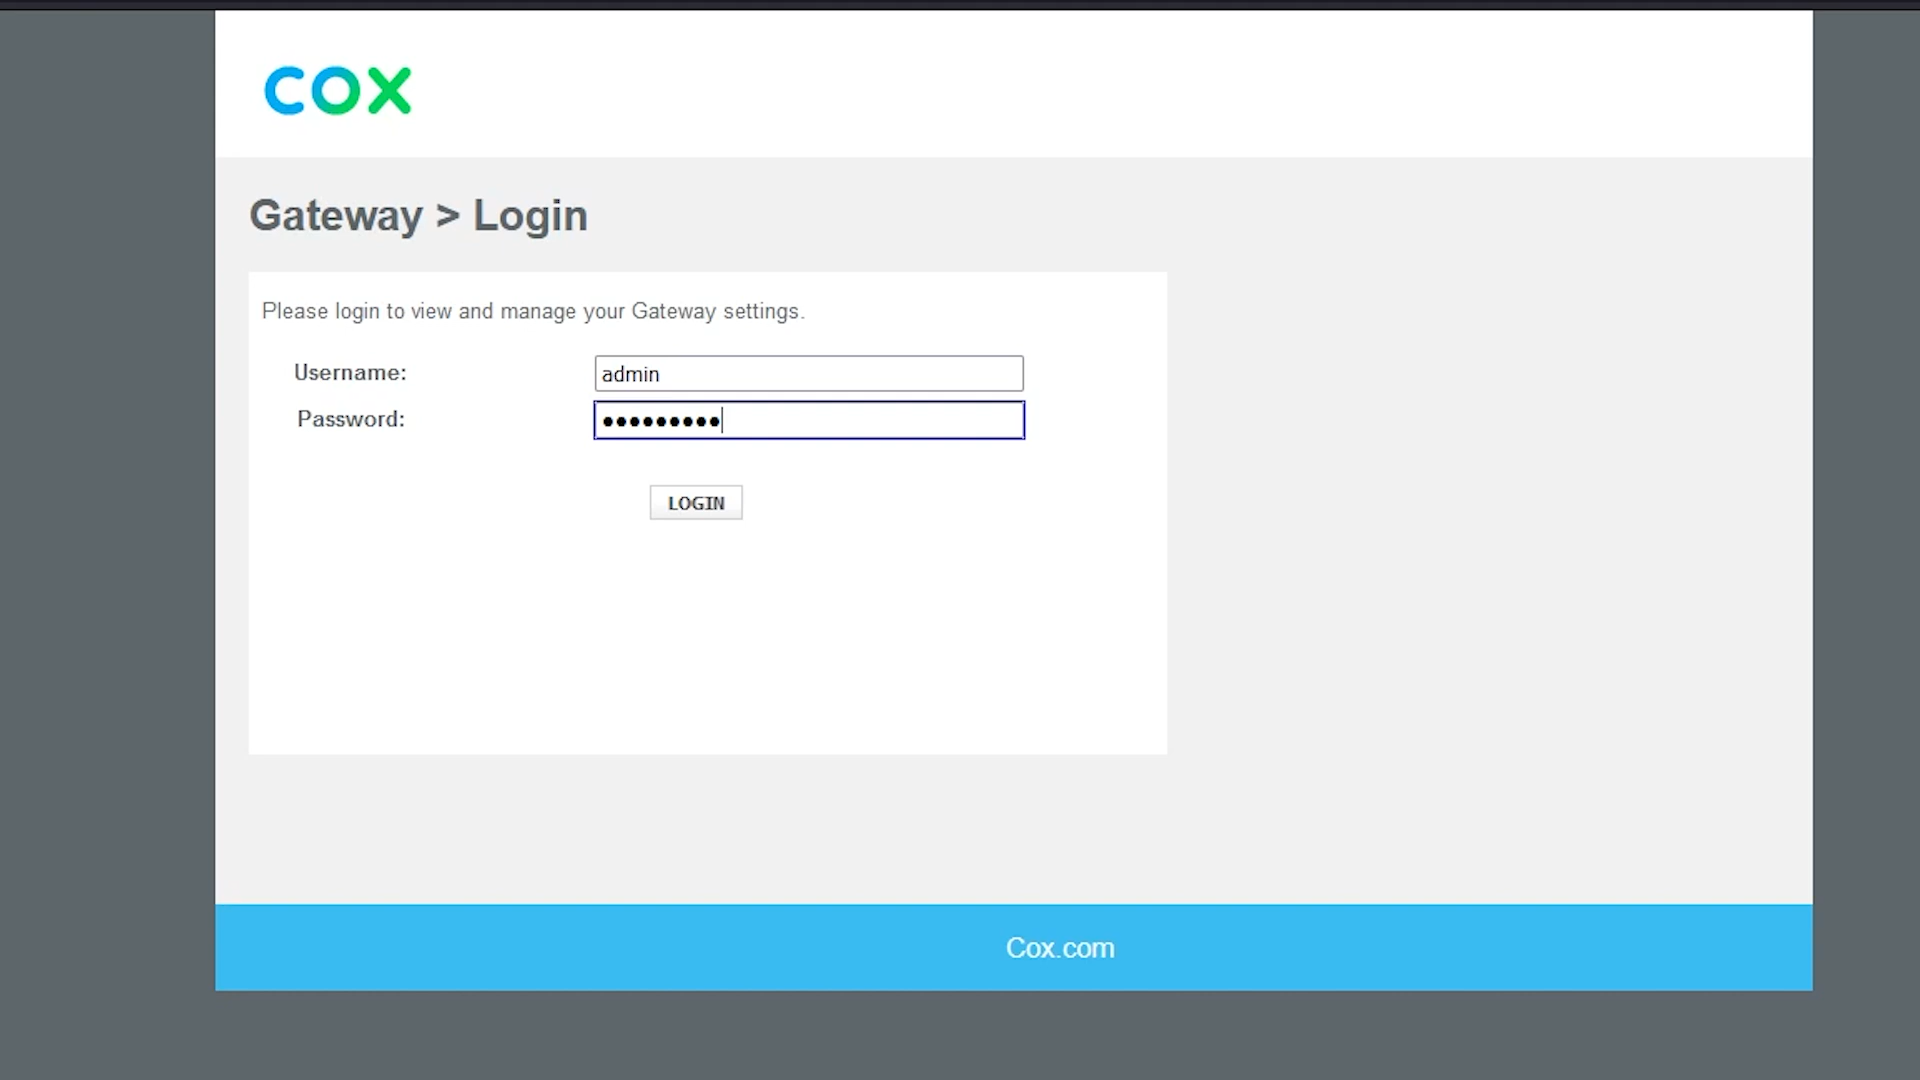 COX
Gateway > Login
Please login to view and manage your Gateway settings.
Username: admin
Password: •••••••••
LOGIN
Cox.com